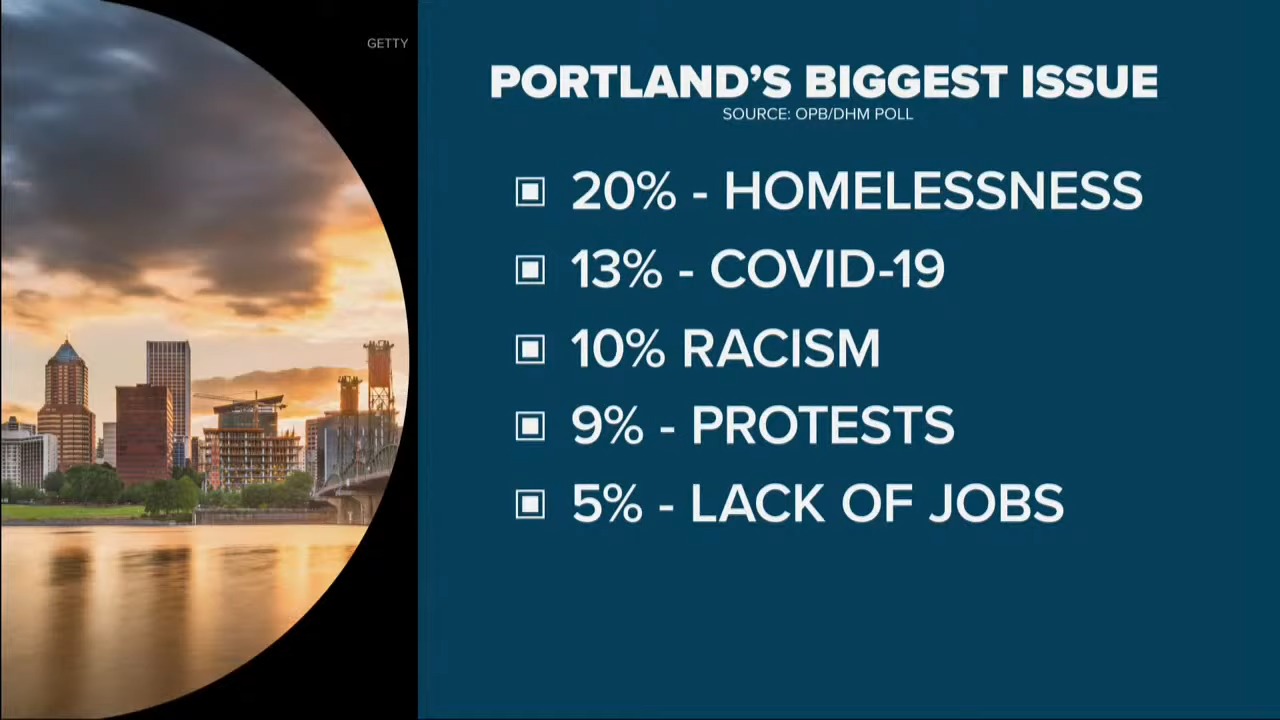 GETTY
PORTLAND’S BIGGEST ISSUE
SOURCE: OPB/DHM POLL
20% - HOMELESSNESS
13% - COVID-19
10% RACISM
9% - PROTESTS
5% - LACK OF JOBS